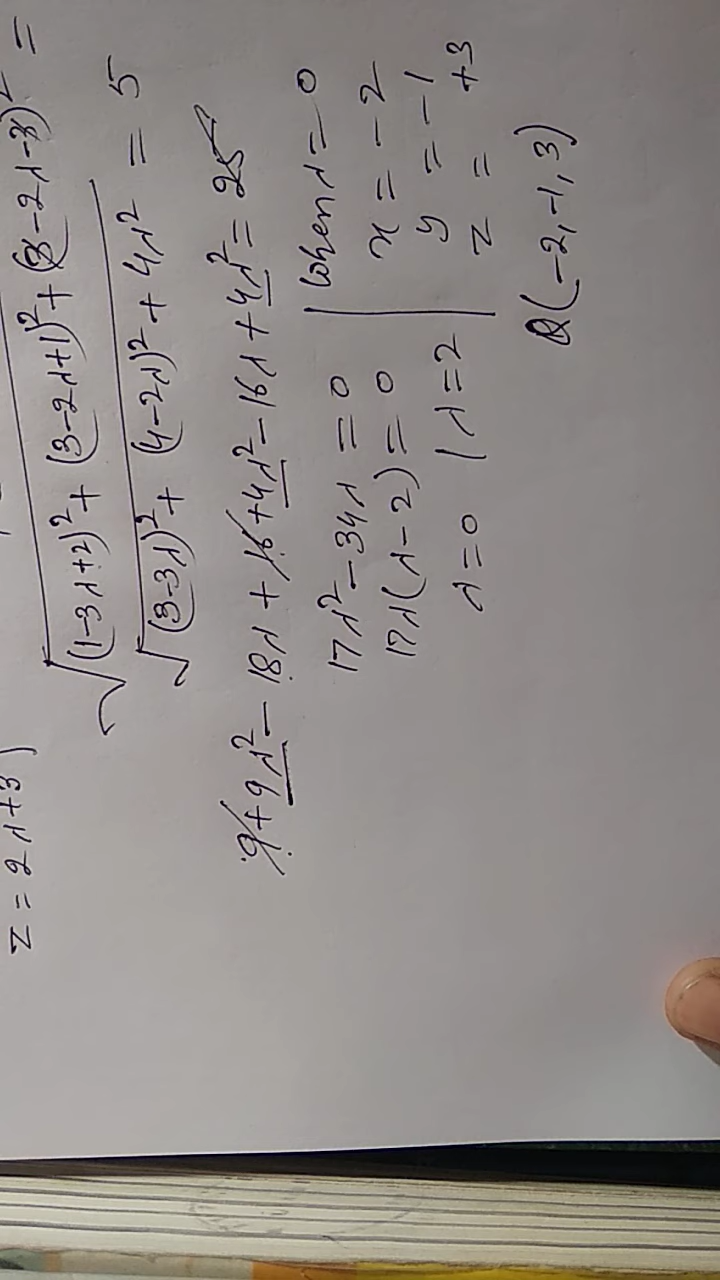 z = 2λ+3)
√(1-3λ+2)² + (3-2λ+1)² + (3-2λ-3)² =
√(3-3λ)² + (4-2λ)² + 4λ² = 5
9+9λ² - 18λ + 16+4λ² - 16λ + 4λ² = 25
17λ² - 34λ = 0
17λ(λ-2) = 0
λ=0 | λ=2
when λ=0
x = -2
y = -1
z = +3
Q(-2,-1,3)